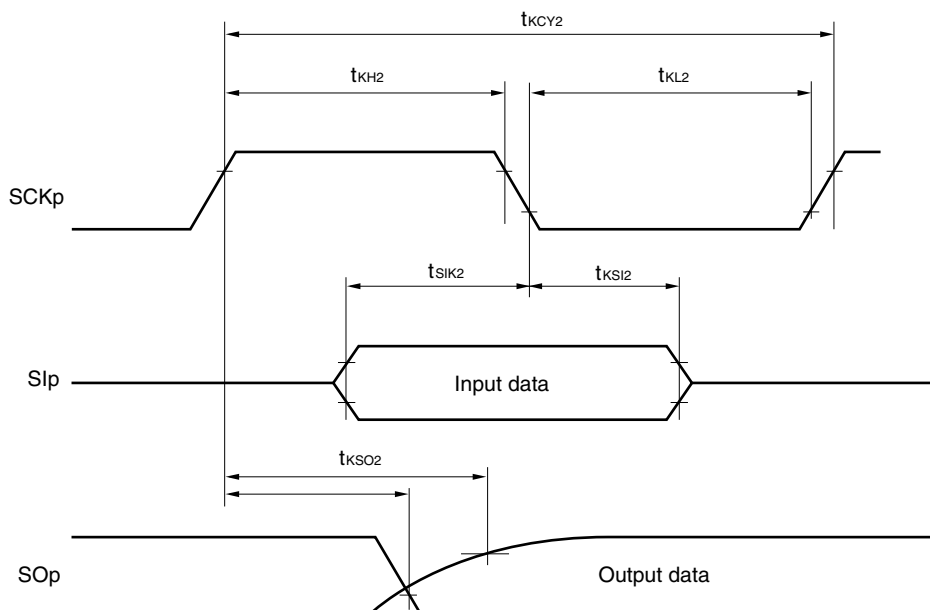 tKCY2
tKH2
tKL2
SCKp
tSIK2
tKSI2
SIp
Input data
tKSO2
SOp
Output data